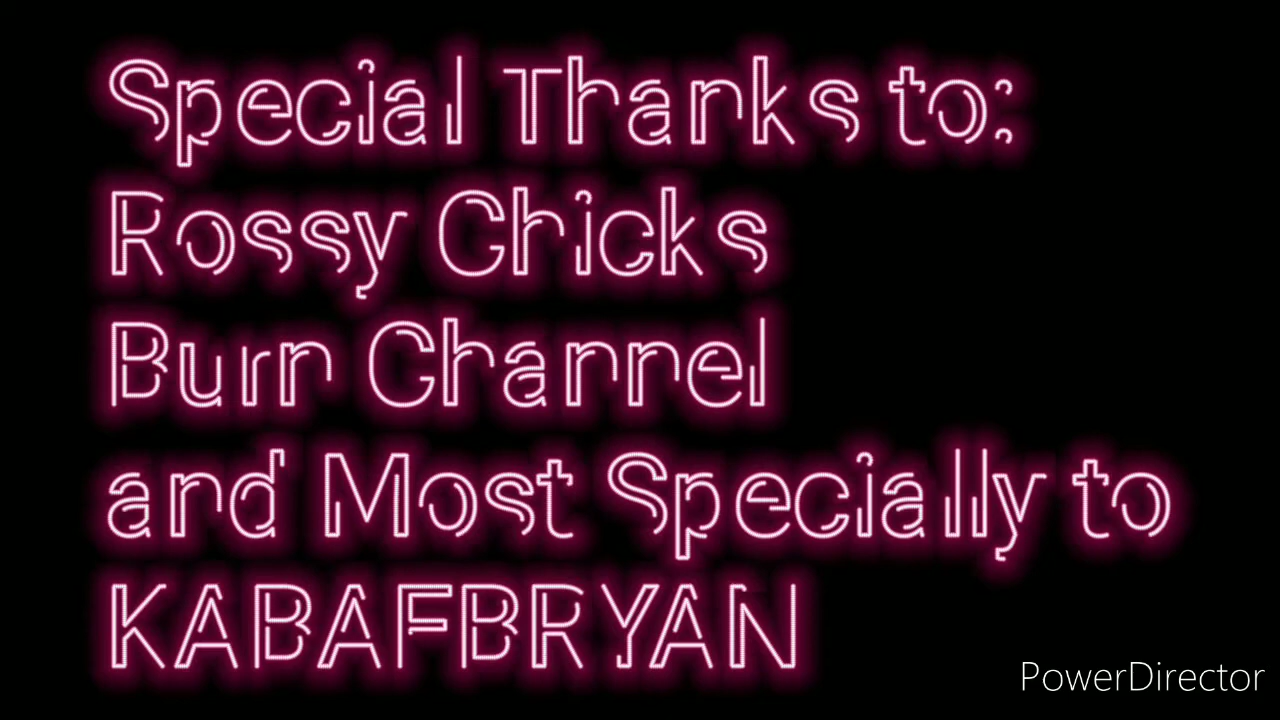 Special Thanks to:
Rossy Chicks
Burn Channel
and Most Specially to
KABAFBRYAN
PowerDirector